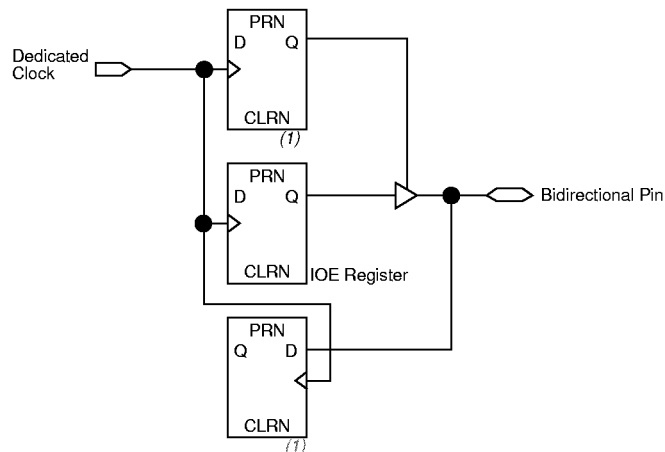 PRN
D Q
Dedicated
Clock
CLRN
(1)
PRN
D Q
Bidirectional Pin
CLRN
IOE Register
PRN
Q D
CLRN
(1)